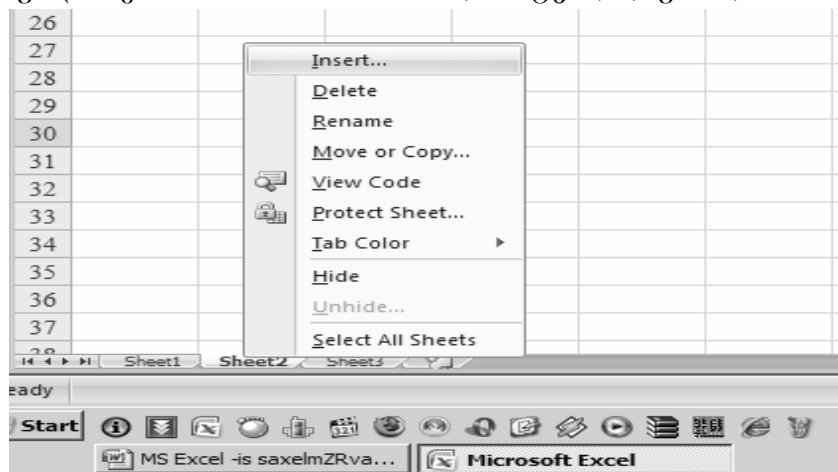 26
27
Insert...
28
Delete
29
Rename
30
Move or Copy...
31
View Code
32
33
Protect Sheet...
34
Tab Color
35
Hide
36
Unhide...
37
Select All Sheets
Sheet1 Sheet2 Sheet3
eady
Start
MS Excel -is saxelmZRva... Microsoft Excel